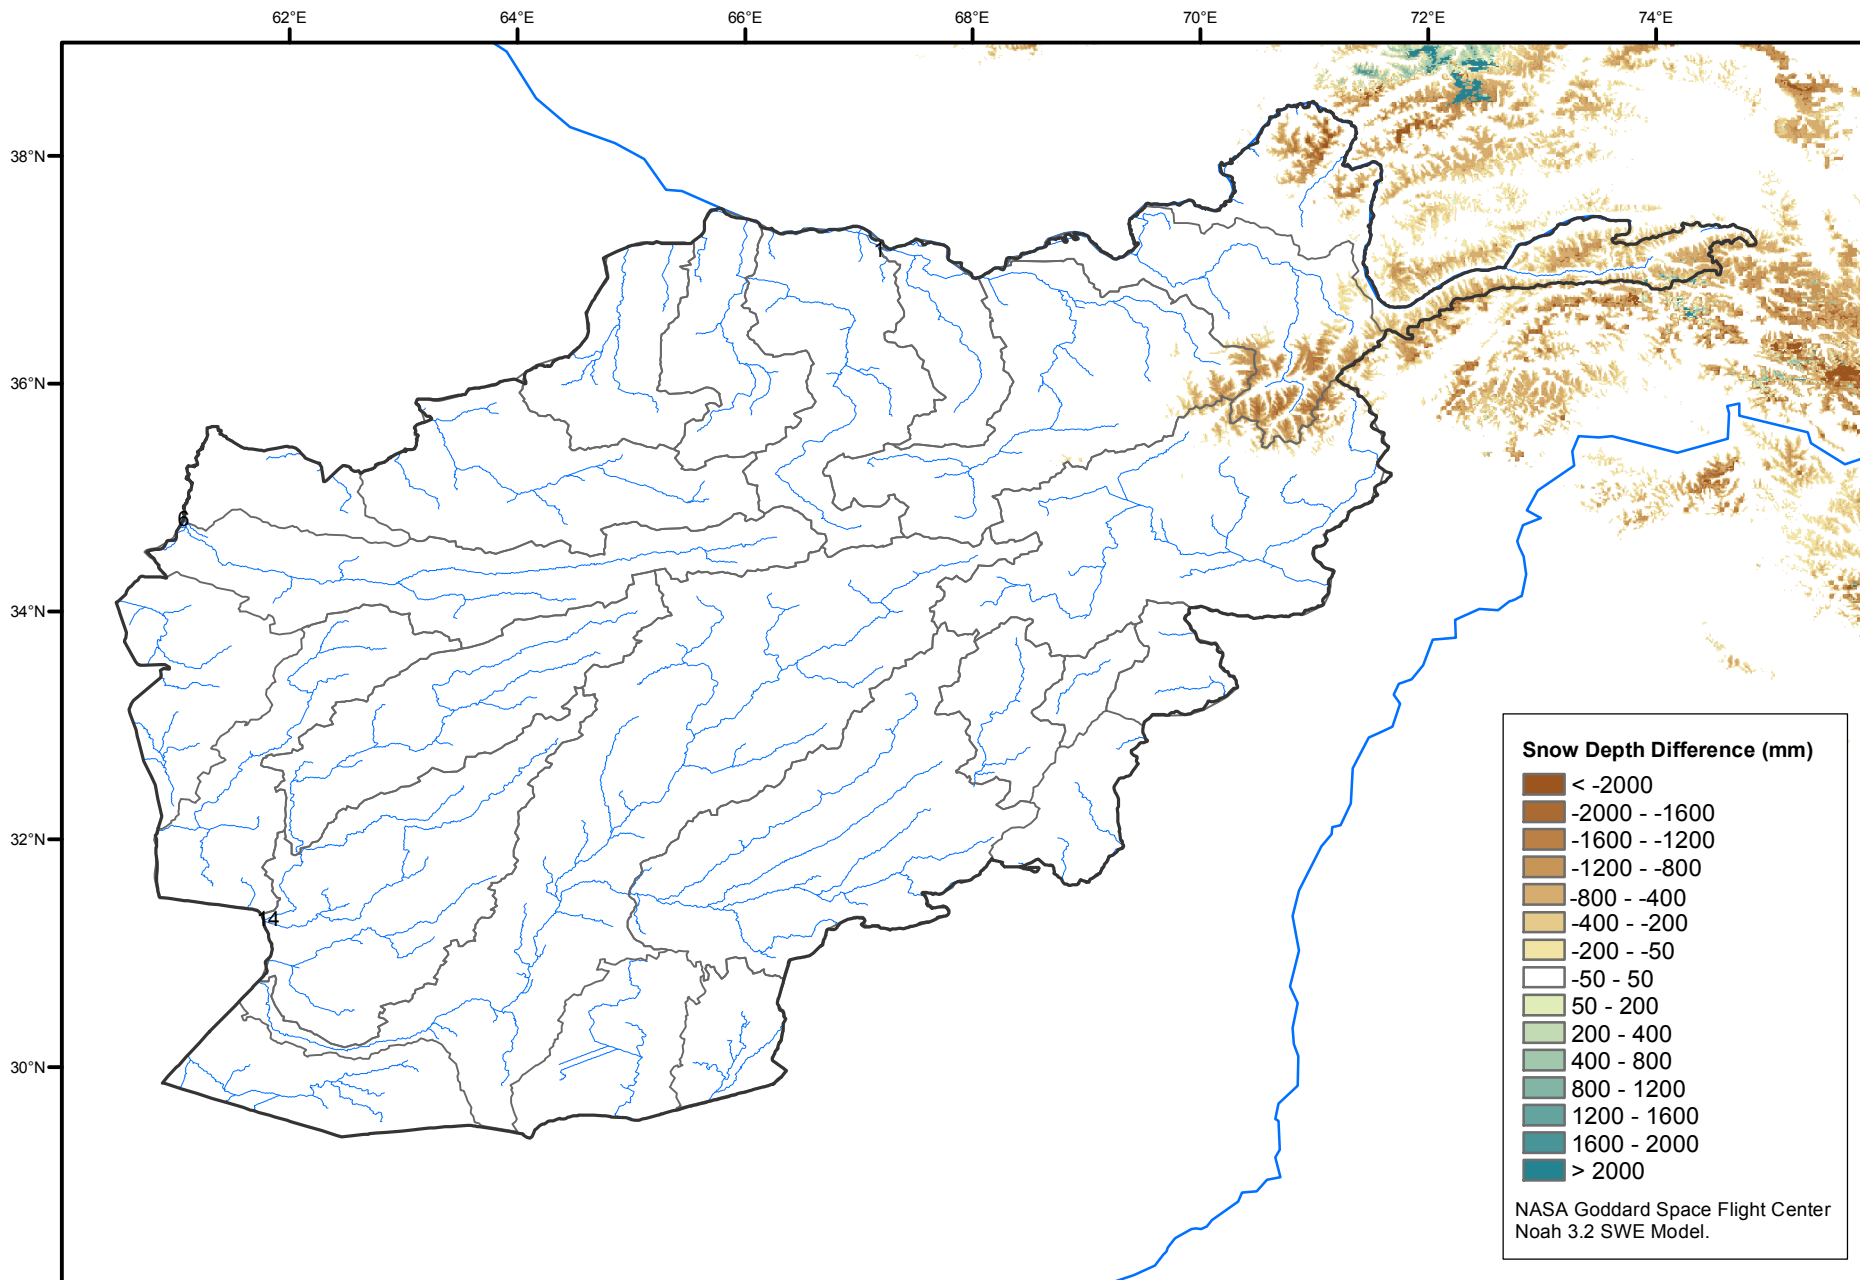 62°E 64°E 66°E 68°E 70°E 72°E 74°E
38°N
1
36°N
6
34°N
32°N
14
30°N
Snow Depth Difference (mm)
< -2000
-2000 - -1600
-1600 - -1200
-1200 - -800
-800 - -400
-400 - -200
-200 - -50
-50 - 50
50 - 200
200 - 400
400 - 800
800 - 1200
1200 - 1600
1600 - 2000
> 2000
NASA Goddard Space Flight Center
Noah 3.2 SWE Model.